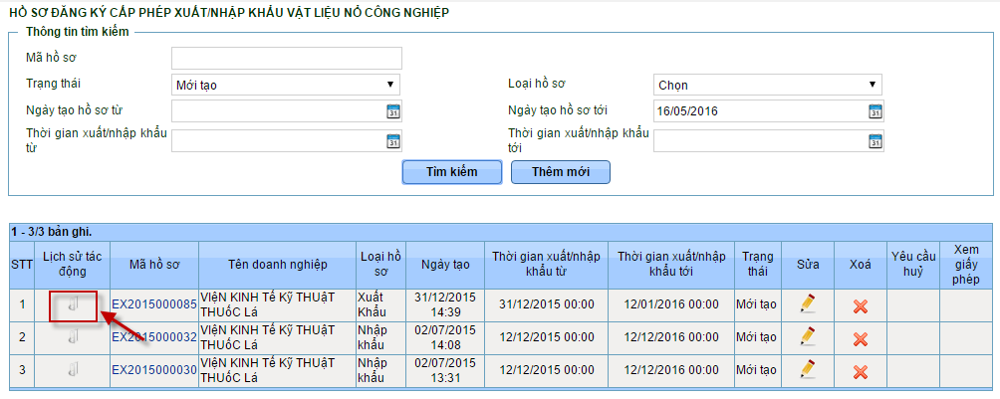 HỒ SƠ ĐĂNG KÝ CẤP PHÉP XUẤT/NHẬP KHẨU VẬT LIỆU NỔ CÔNG NGHIỆP
Thông tin tìm kiếm
Mã hồ sơ
Trạng thái Mới tạo Loại hồ sơ Chọn
Ngày tạo hồ sơ từ 31 Ngày tạo hồ sơ tới 16/05/2016 31
Thời gian xuất/nhập khẩu từ 31 Thời gian xuất/nhập khẩu tới 31
Tìm kiếm Thêm mới
1 - 3/3 bản ghi.
STT Lịch sử tác động Mã hồ sơ Tên doanh nghiệp Loại hồ sơ Ngày tạo Thời gian xuất/nhập khẩu từ Thời gian xuất/nhập khẩu tới Trạng thái Sửa Xoá Yêu cầu huỷ Xem giấy phép
1 EX2015000085 VIệN KINH Tế Kỹ THUậT THUốC Lá Xuất Khẩu 31/12/2015 14:39 31/12/2015 00:00 12/01/2016 00:00 Mới tạo
2 EX2015000032 VIệN KINH Tế Kỹ THUậT THUốC Lá Nhập khẩu 02/07/2015 14:08 12/12/2015 00:00 12/12/2016 00:00 Mới tạo
3 EX2015000030 VIệN KINH Tế Kỹ THUậT THUốC Lá Nhập khẩu 02/07/2015 13:31 12/12/2015 00:00 12/12/2016 00:00 Mới tạo